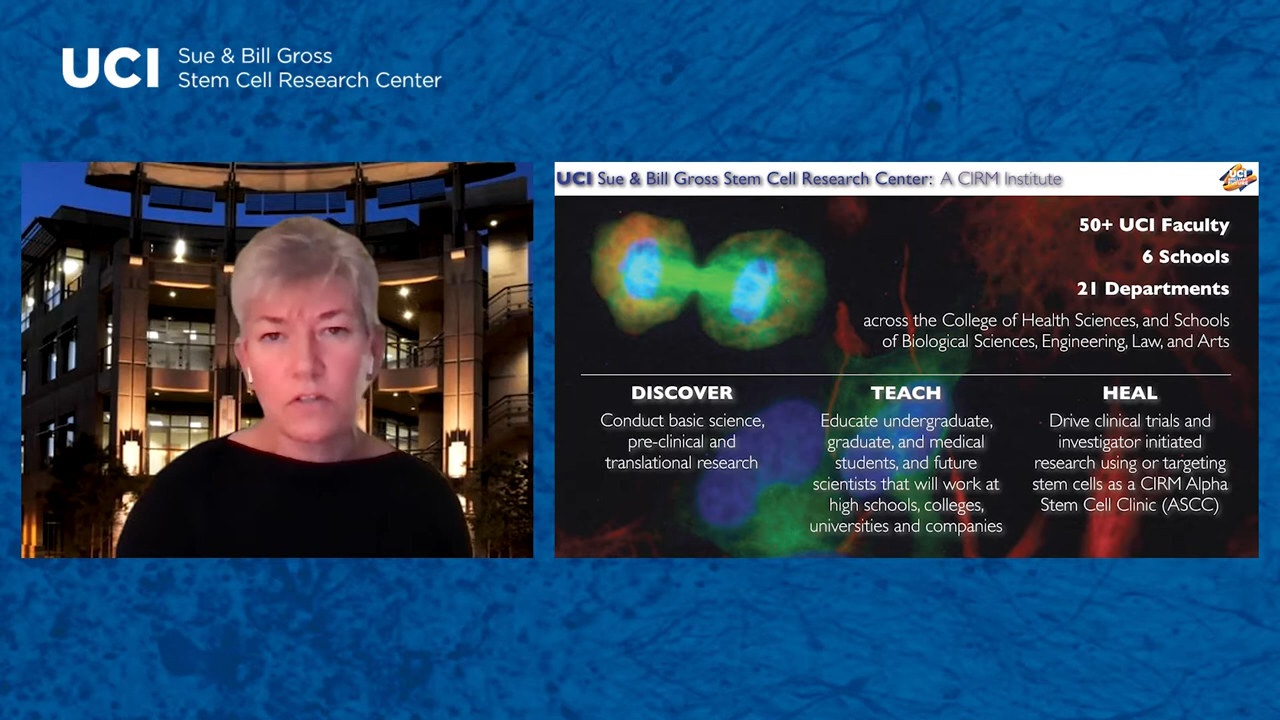 UCI
Sue & Bill Gross
Stem Cell Research Center
UCI Sue & Bill Gross Stem Cell Research Center: A CIRM Institute
UCI
50+ UCI Faculty
6 Schools
21 Departments
across the College of Health Sciences, and Schools
of Biological Sciences, Engineering, Law, and Arts
DISCOVER
Conduct basic science,
pre-clinical and
translational research
TEACH
Educate undergraduate,
graduate, and medical
students, and future
scientists that will work at
high schools, colleges,
universities and companies
HEAL
Drive clinical trials and
investigator initiated
research using or targeting
stem cells as a CIRM Alpha
Stem Cell Clinic (ASCC)